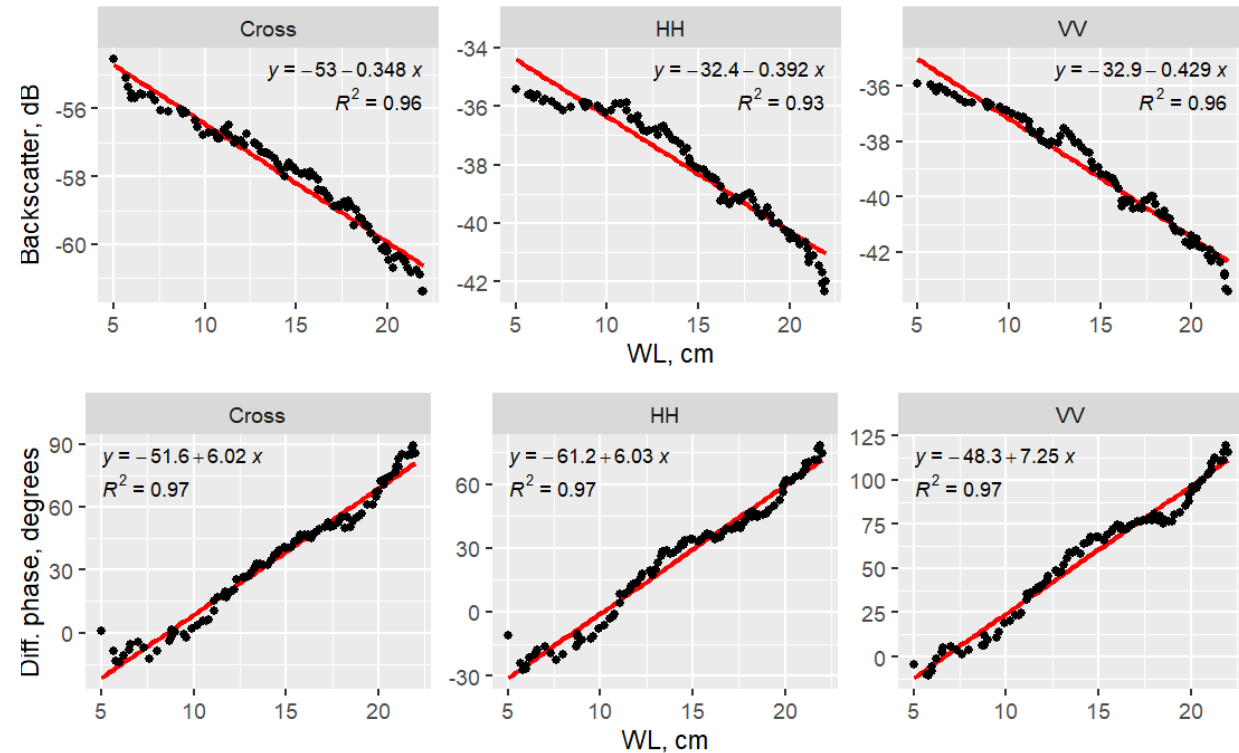 Cross HH VV
Backscatter, dB
-56
-58
-60
y = −53 − 0.348 x
R² = 0.96
5 10 15 20
-34
-36
-38
-40
-42
y = −32.4 − 0.392 x
R² = 0.93
5 10 15 20
-36
-38
-40
-42
y = −32.9 − 0.429 x
R² = 0.96
5 10 15 20
WL, cm
Cross HH VV
Diff. phase, degrees
90
60
30
0
y = −51.6 + 6.02 x
R² = 0.97
5 10 15 20
60
30
0
-30
y = −61.2 + 6.03 x
R² = 0.97
5 10 15 20
125
100
75
50
25
0
y = −48.3 + 7.25 x
R² = 0.97
5 10 15 20
WL, cm